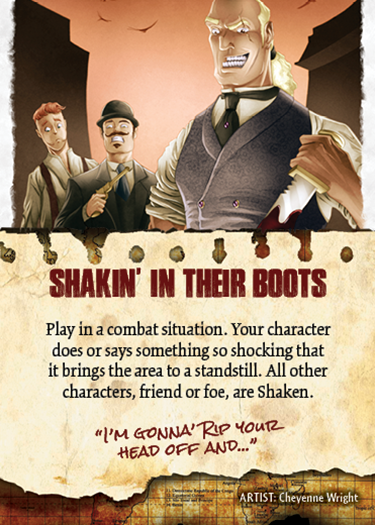 SHAKIN' IN THEIR BOOTS
Play in a combat situation. Your character
does or says something so shocking that
it brings the area to a standstill. All other
characters, friend or foe, are Shaken.
"I'M GONNA' RIP YOUR
HEAD OFF AND..."
ARTIST: Cheyenne Wright